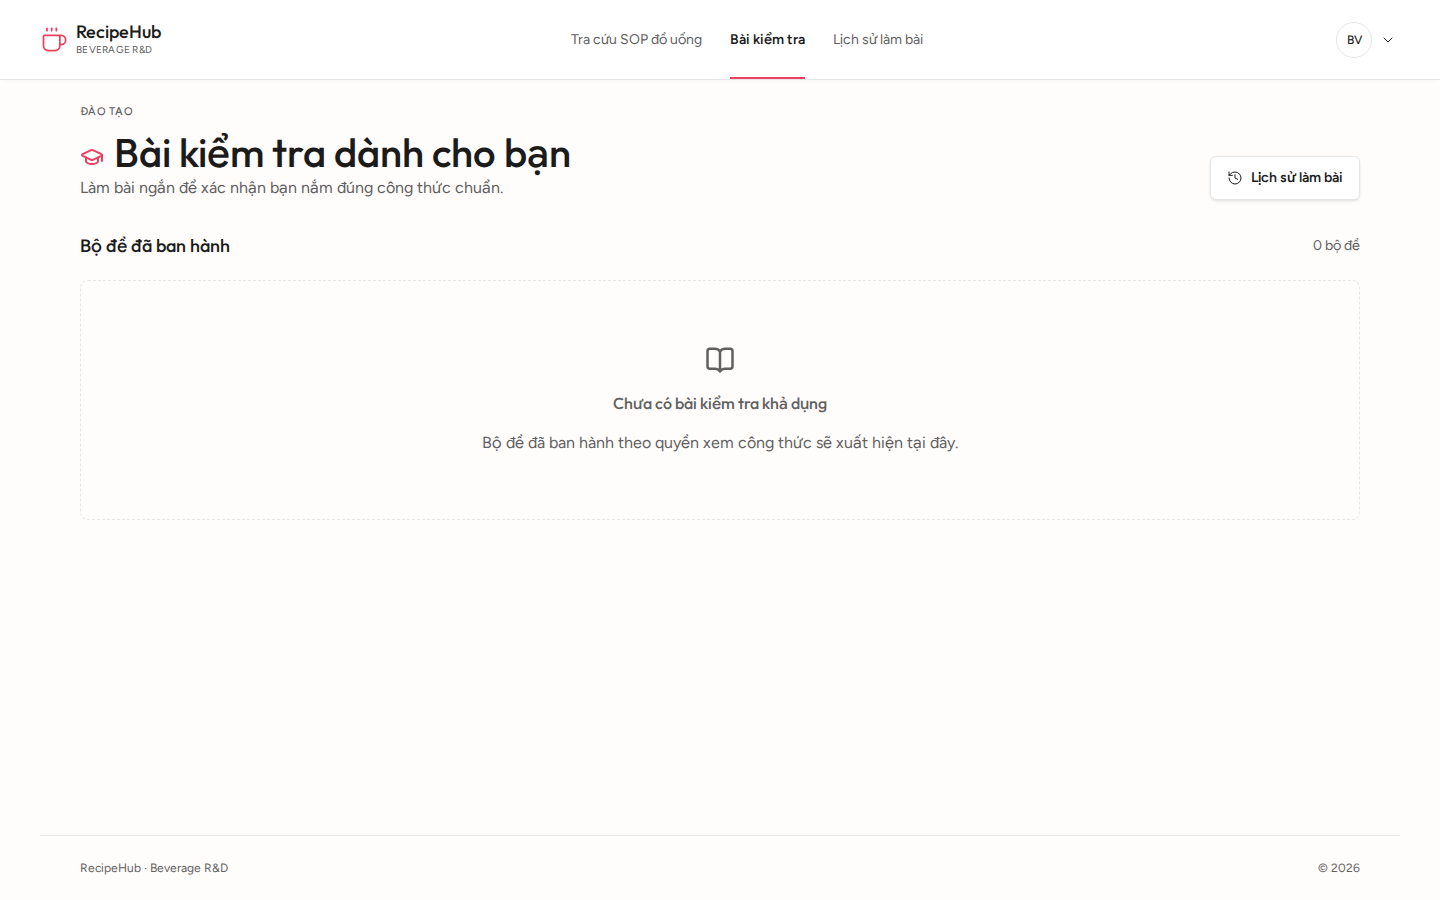 RecipeHub
BEVERAGE R&D
Tra cứu SOP đồ uống
Bài kiểm tra
Lịch sử làm bài
BV
ĐÀO TẠO
Bài kiểm tra dành cho bạn
Làm bài ngắn để xác nhận bạn nắm đúng công thức chuẩn.
Lịch sử làm bài
Bộ đề đã ban hành
0 bộ đề
Chưa có bài kiểm tra khả dụng
Bộ đề đã ban hành theo quyền xem công thức sẽ xuất hiện tại đây.
RecipeHub · Beverage R&D
© 2026